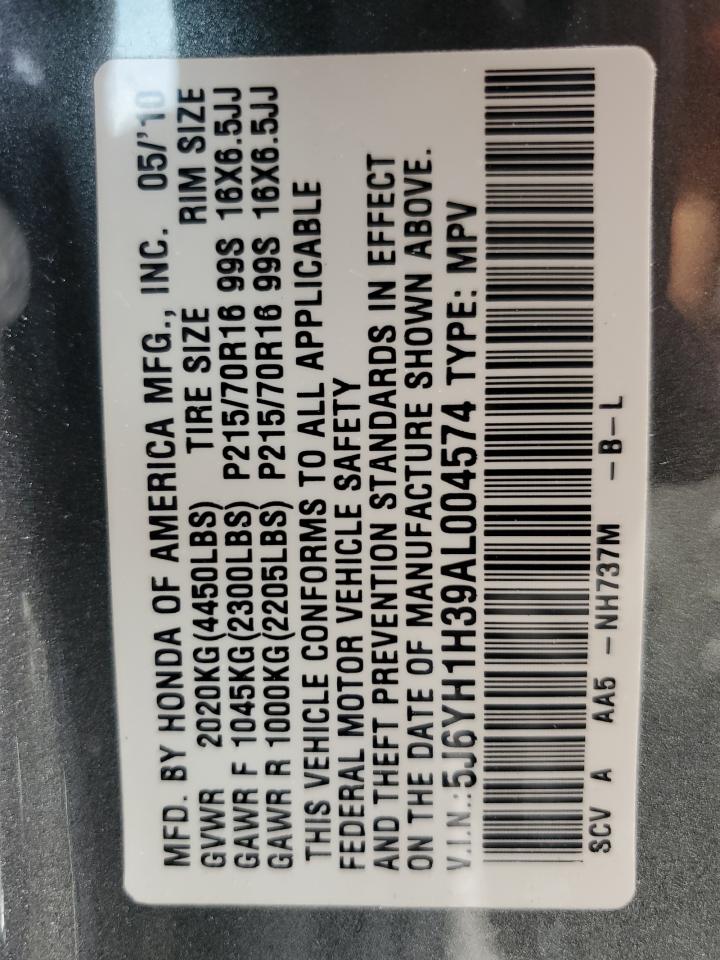 MFD. BY HONDA OF AMERICA MFG., INC. 05/'10
GVWR 2020KG(4450LBS) TIRE SIZE RIM SIZE
GAWR F 1045KG(2300LBS) P215/70R16 99S 16X6.5JJ
GAWR R 1000KG(2205LBS) P215/70R16 99S 16X6.5JJ
THIS VEHICLE CONFORMS TO ALL APPLICABLE
FEDERAL MOTOR VEHICLE SAFETY
AND THEFT PREVENTION STANDARDS IN EFFECT
ON THE DATE OF MANUFACTURE SHOWN ABOVE.
V.I.N.:5J6YH1H39AL004574 TYPE: MPV
SCV A AA5 -NH737M -B-L